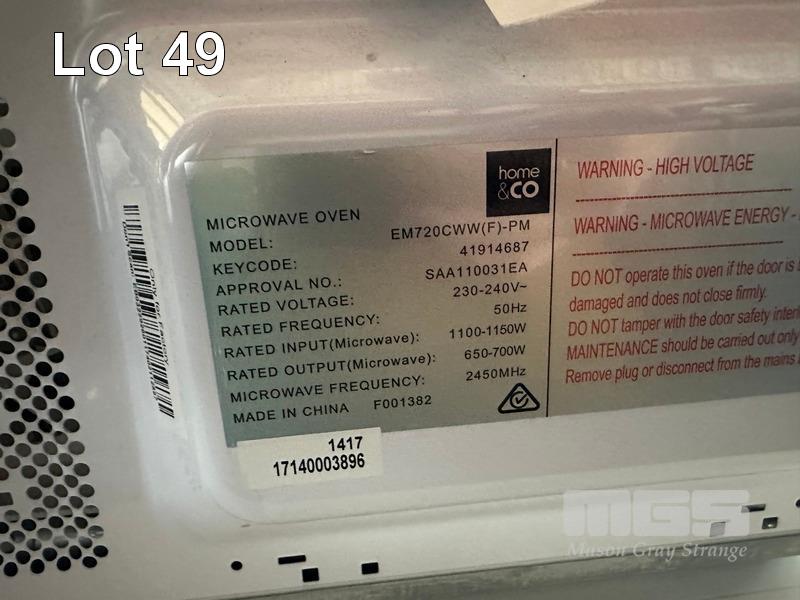 Lot 49
home
&CO
MICROWAVE OVEN
MODEL: EM720CWW(F)-PM
KEYCODE: 41914687
APPROVAL NO.: SAA110031EA
RATED VOLTAGE: 230-240V~
RATED FREQUENCY: 50Hz
RATED INPUT(Microwave): 1100-1150W
RATED OUTPUT(Microwave): 650-700W
MICROWAVE FREQUENCY: 2450MHz
MADE IN CHINA F001382
1417
17140003896
WARNING - HIGH VOLTAGE
WARNING - MICROWAVE ENERGY -
DO NOT operate this oven if the door is
damaged and does not close firmly.
DO NOT tamper with the door safety
MAINTENANCE should be carried out only
Remove plug or disconnect from the mains
MGS
Mason Gray Strange